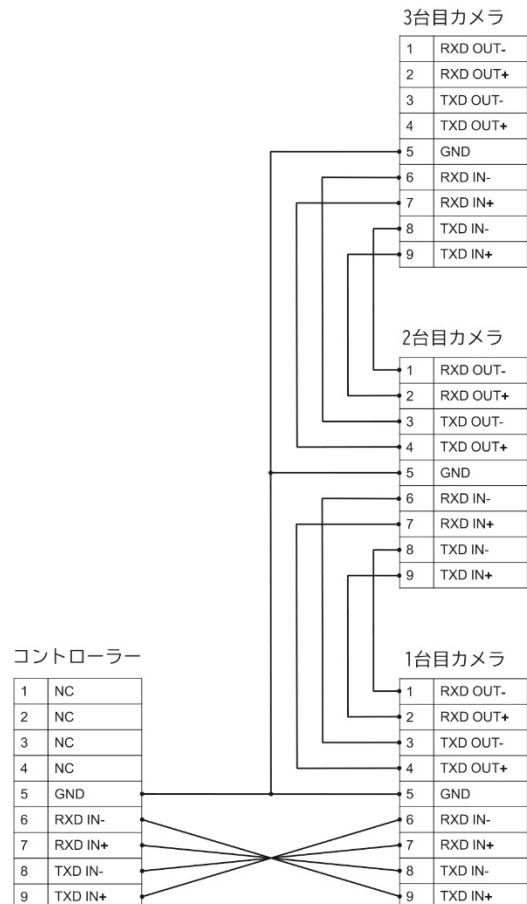 3台目カメラ
1 RXD OUT-
2 RXD OUT+
3 TXD OUT-
4 TXD OUT+
5 GND
6 RXD IN-
7 RXD IN+
8 TXD IN-
9 TXD IN+
2台目カメラ
1 RXD OUT-
2 RXD OUT+
3 TXD OUT-
4 TXD OUT+
5 GND
6 RXD IN-
7 RXD IN+
8 TXD IN-
9 TXD IN+
コントローラー
1 NC
2 NC
3 NC
4 NC
5 GND
6 RXD IN-
7 RXD IN+
8 TXD IN-
9 TXD IN+
1台目カメラ
1 RXD OUT-
2 RXD OUT+
3 TXD OUT-
4 TXD OUT+
5 GND
6 RXD IN-
7 RXD IN+
8 TXD IN-
9 TXD IN+